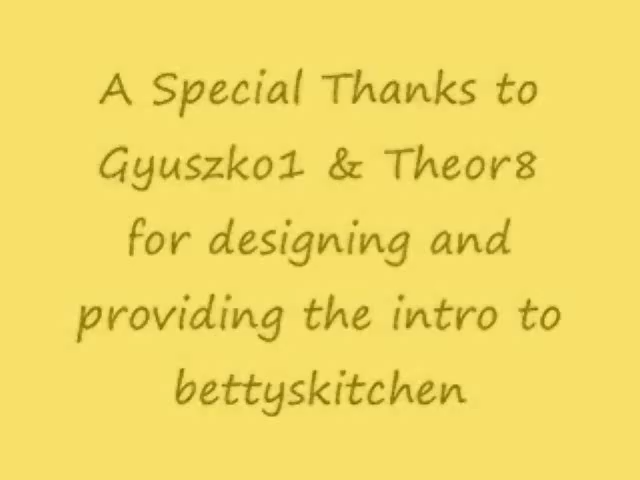 A Special Thanks to
Gyuszko1 & Theor8
for designing and
providing the intro to
bettyskitchen